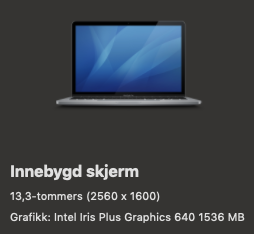 Innebygd skjerm
13,3-tommers (2560 x 1600)
Grafikk: Intel Iris Plus Graphics 640 1536 MB